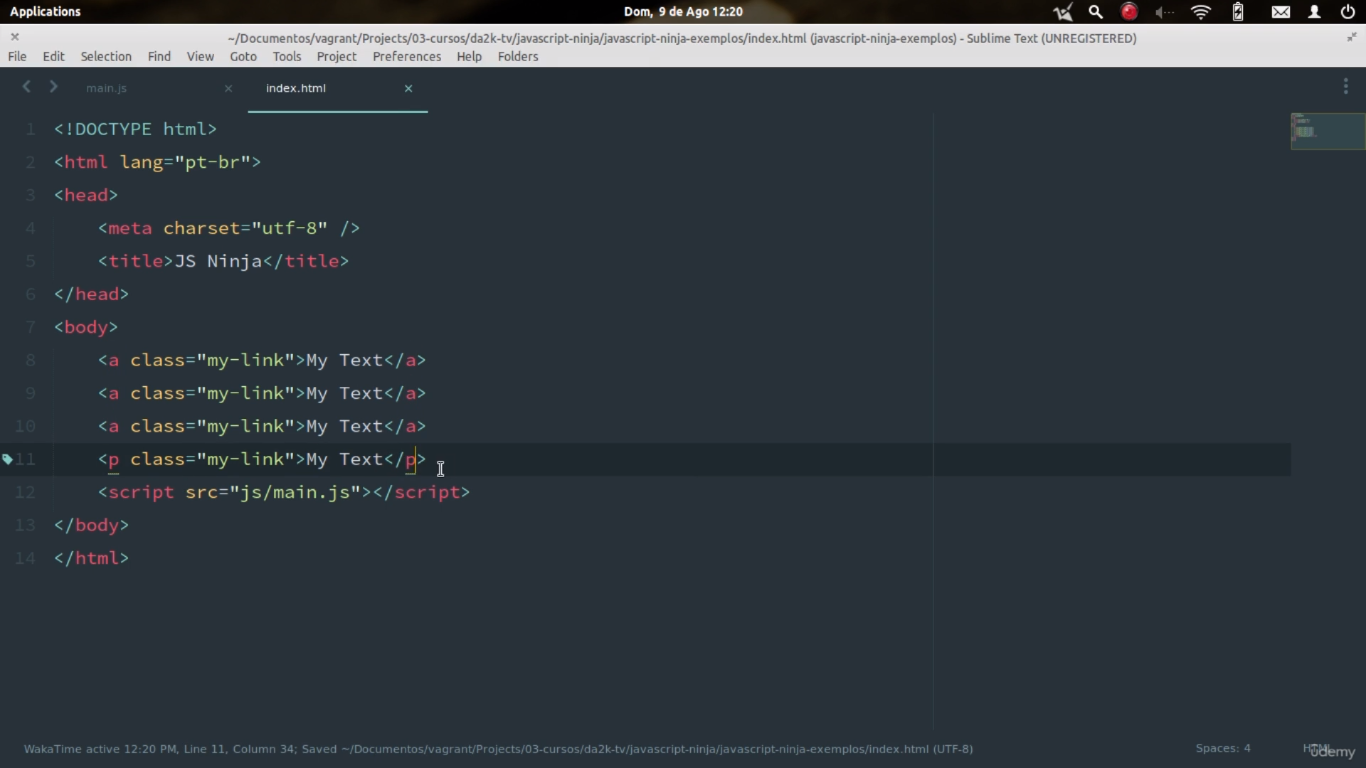 Applications
Dom, 9 de Ago 12:20
~/Documentos/vagrant/Projects/03-cursos/da2k-tv/javascript-ninja/javascript-ninja-exemplos/index.html (javascript-ninja-exemplos) - Sublime Text (UNREGISTERED)
File Edit Selection Find View Goto Tools Project Preferences Help Folders
main.js index.html
1 <!DOCTYPE html>
2 <html lang="pt-br">
3 <head>
4 <meta charset="utf-8" />
5 <title>JS Ninja</title>
6 </head>
7 <body>
8 <a class="my-link">My Text</a>
9 <a class="my-link">My Text</a>
10 <a class="my-link">My Text</a>
11 <p class="my-link">My Text</p>
12 <script src="js/main.js"></script>
13 </body>
14 </html>
WakaTime active 12:20 PM, Line 11, Column 34; Saved ~/Documentos/vagrant/Projects/03-cursos/da2k-tv/javascript-ninja/javascript-ninja-exemplos/index.html (UTF-8)
Spaces: 4
HTML
udemy